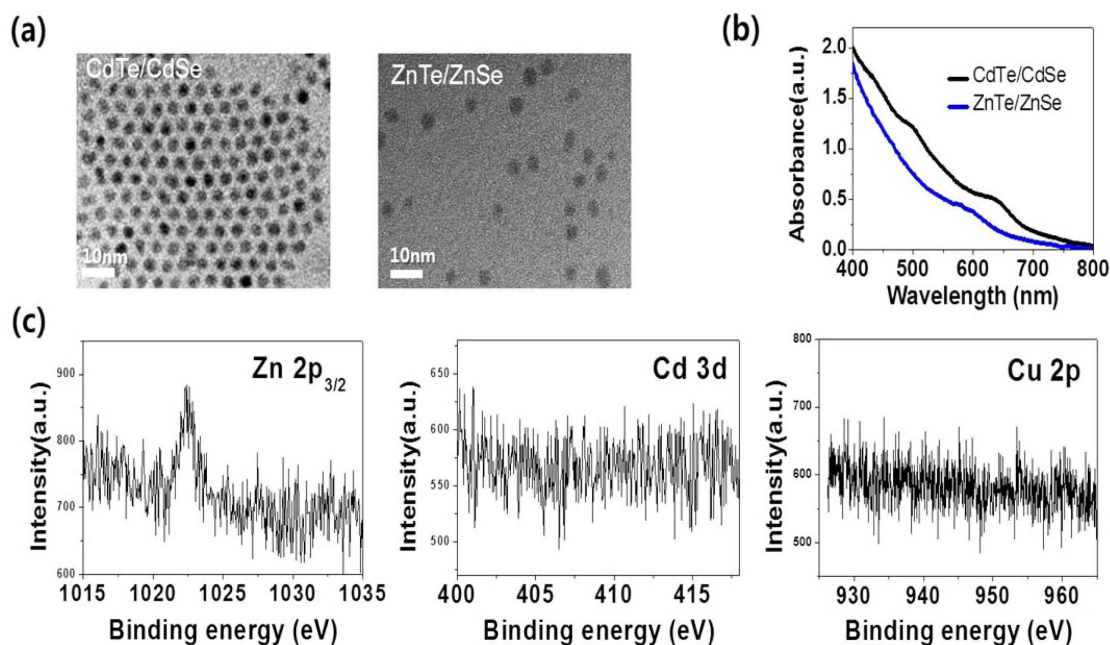 (a)
CdTe/CdSe
10nm
ZnTe/ZnSe
10nm
(b)
2.0
1.5
1.0
0.5
0.0
Absorbance(a.u.)
CdTe/CdSe
ZnTe/ZnSe
400 500 600 700 800
Wavelength (nm)
(c)
900
800
700
600
Intensity(a.u.)
Zn 2p3/2
1015 1020 1025 1030 1035
Binding energy (eV)
650
600
550
500
Intensity(a.u.)
Cd 3d
400 405 410 415
Binding energy (eV)
800
700
600
500
Intensity(a.u.)
Cu 2p
930 940 950 960
Binding energy (eV)